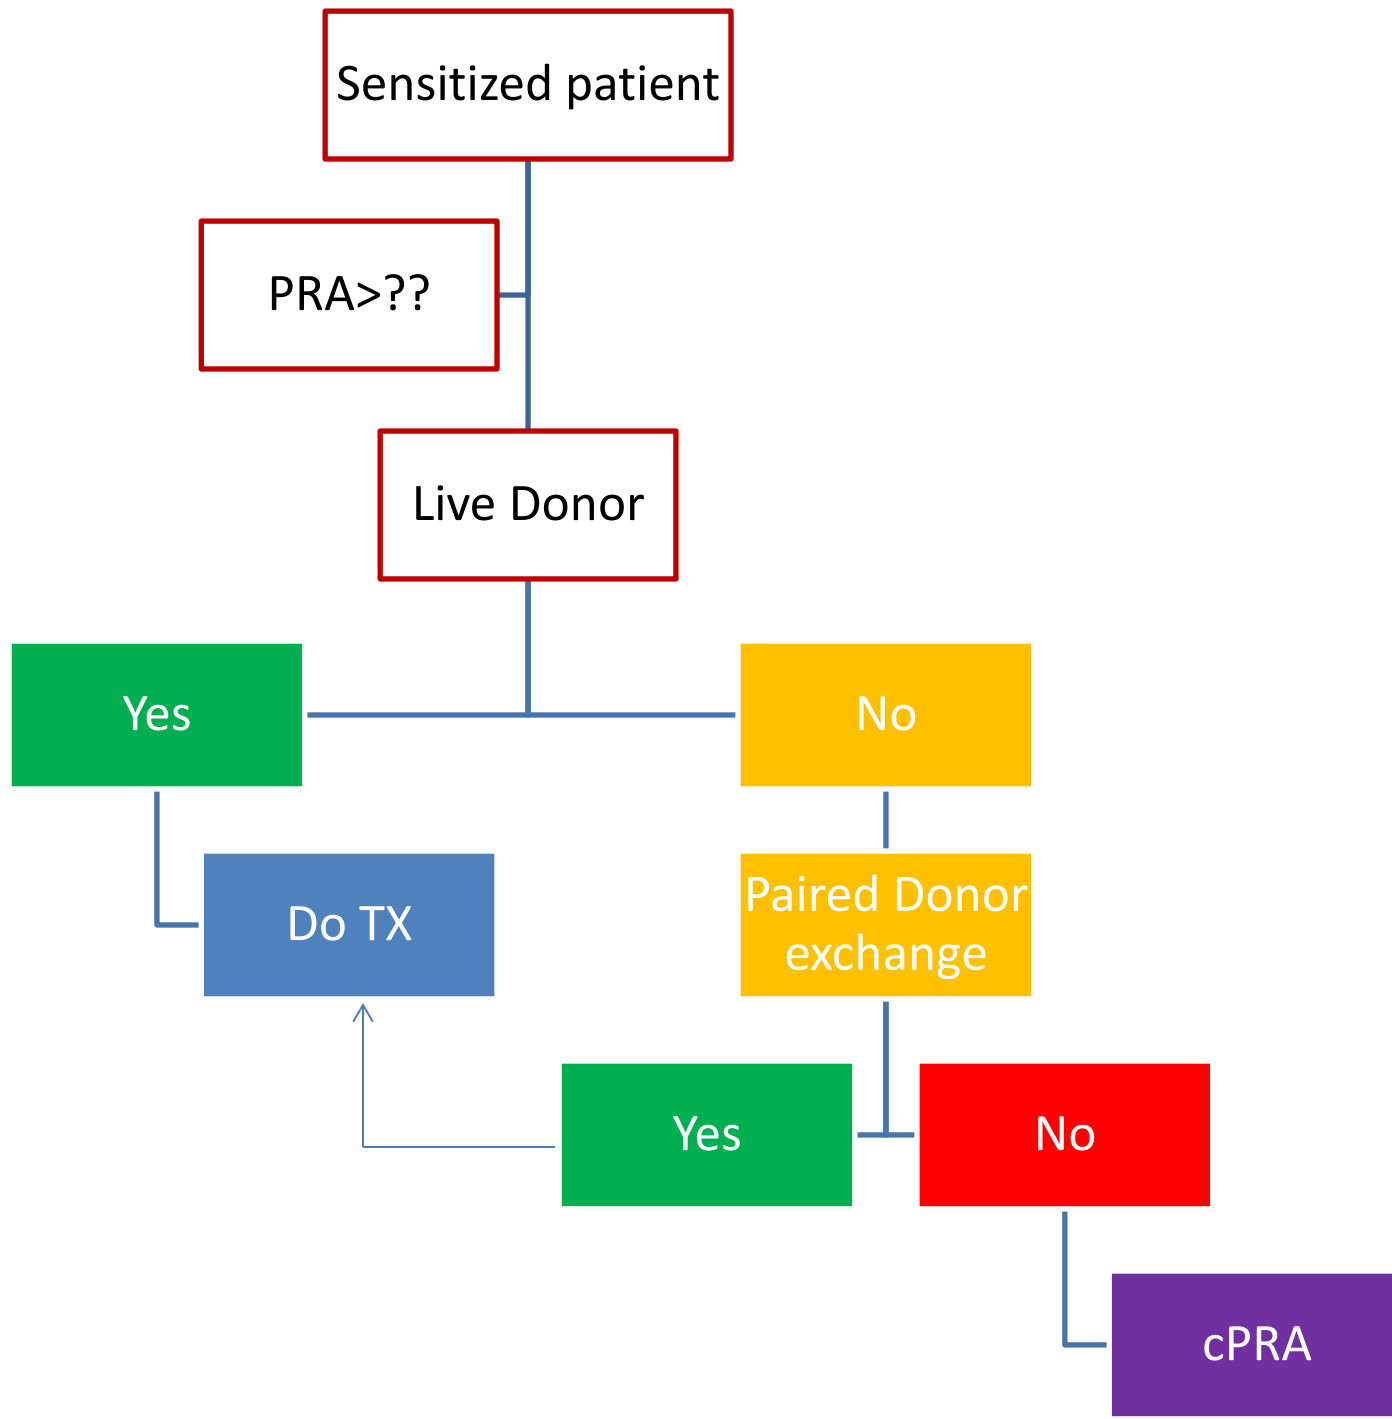 Sensitized patient
PRA>??
Live Donor
Yes
No
Do TX
Paired Donor
exchange
Yes
No
cPRA